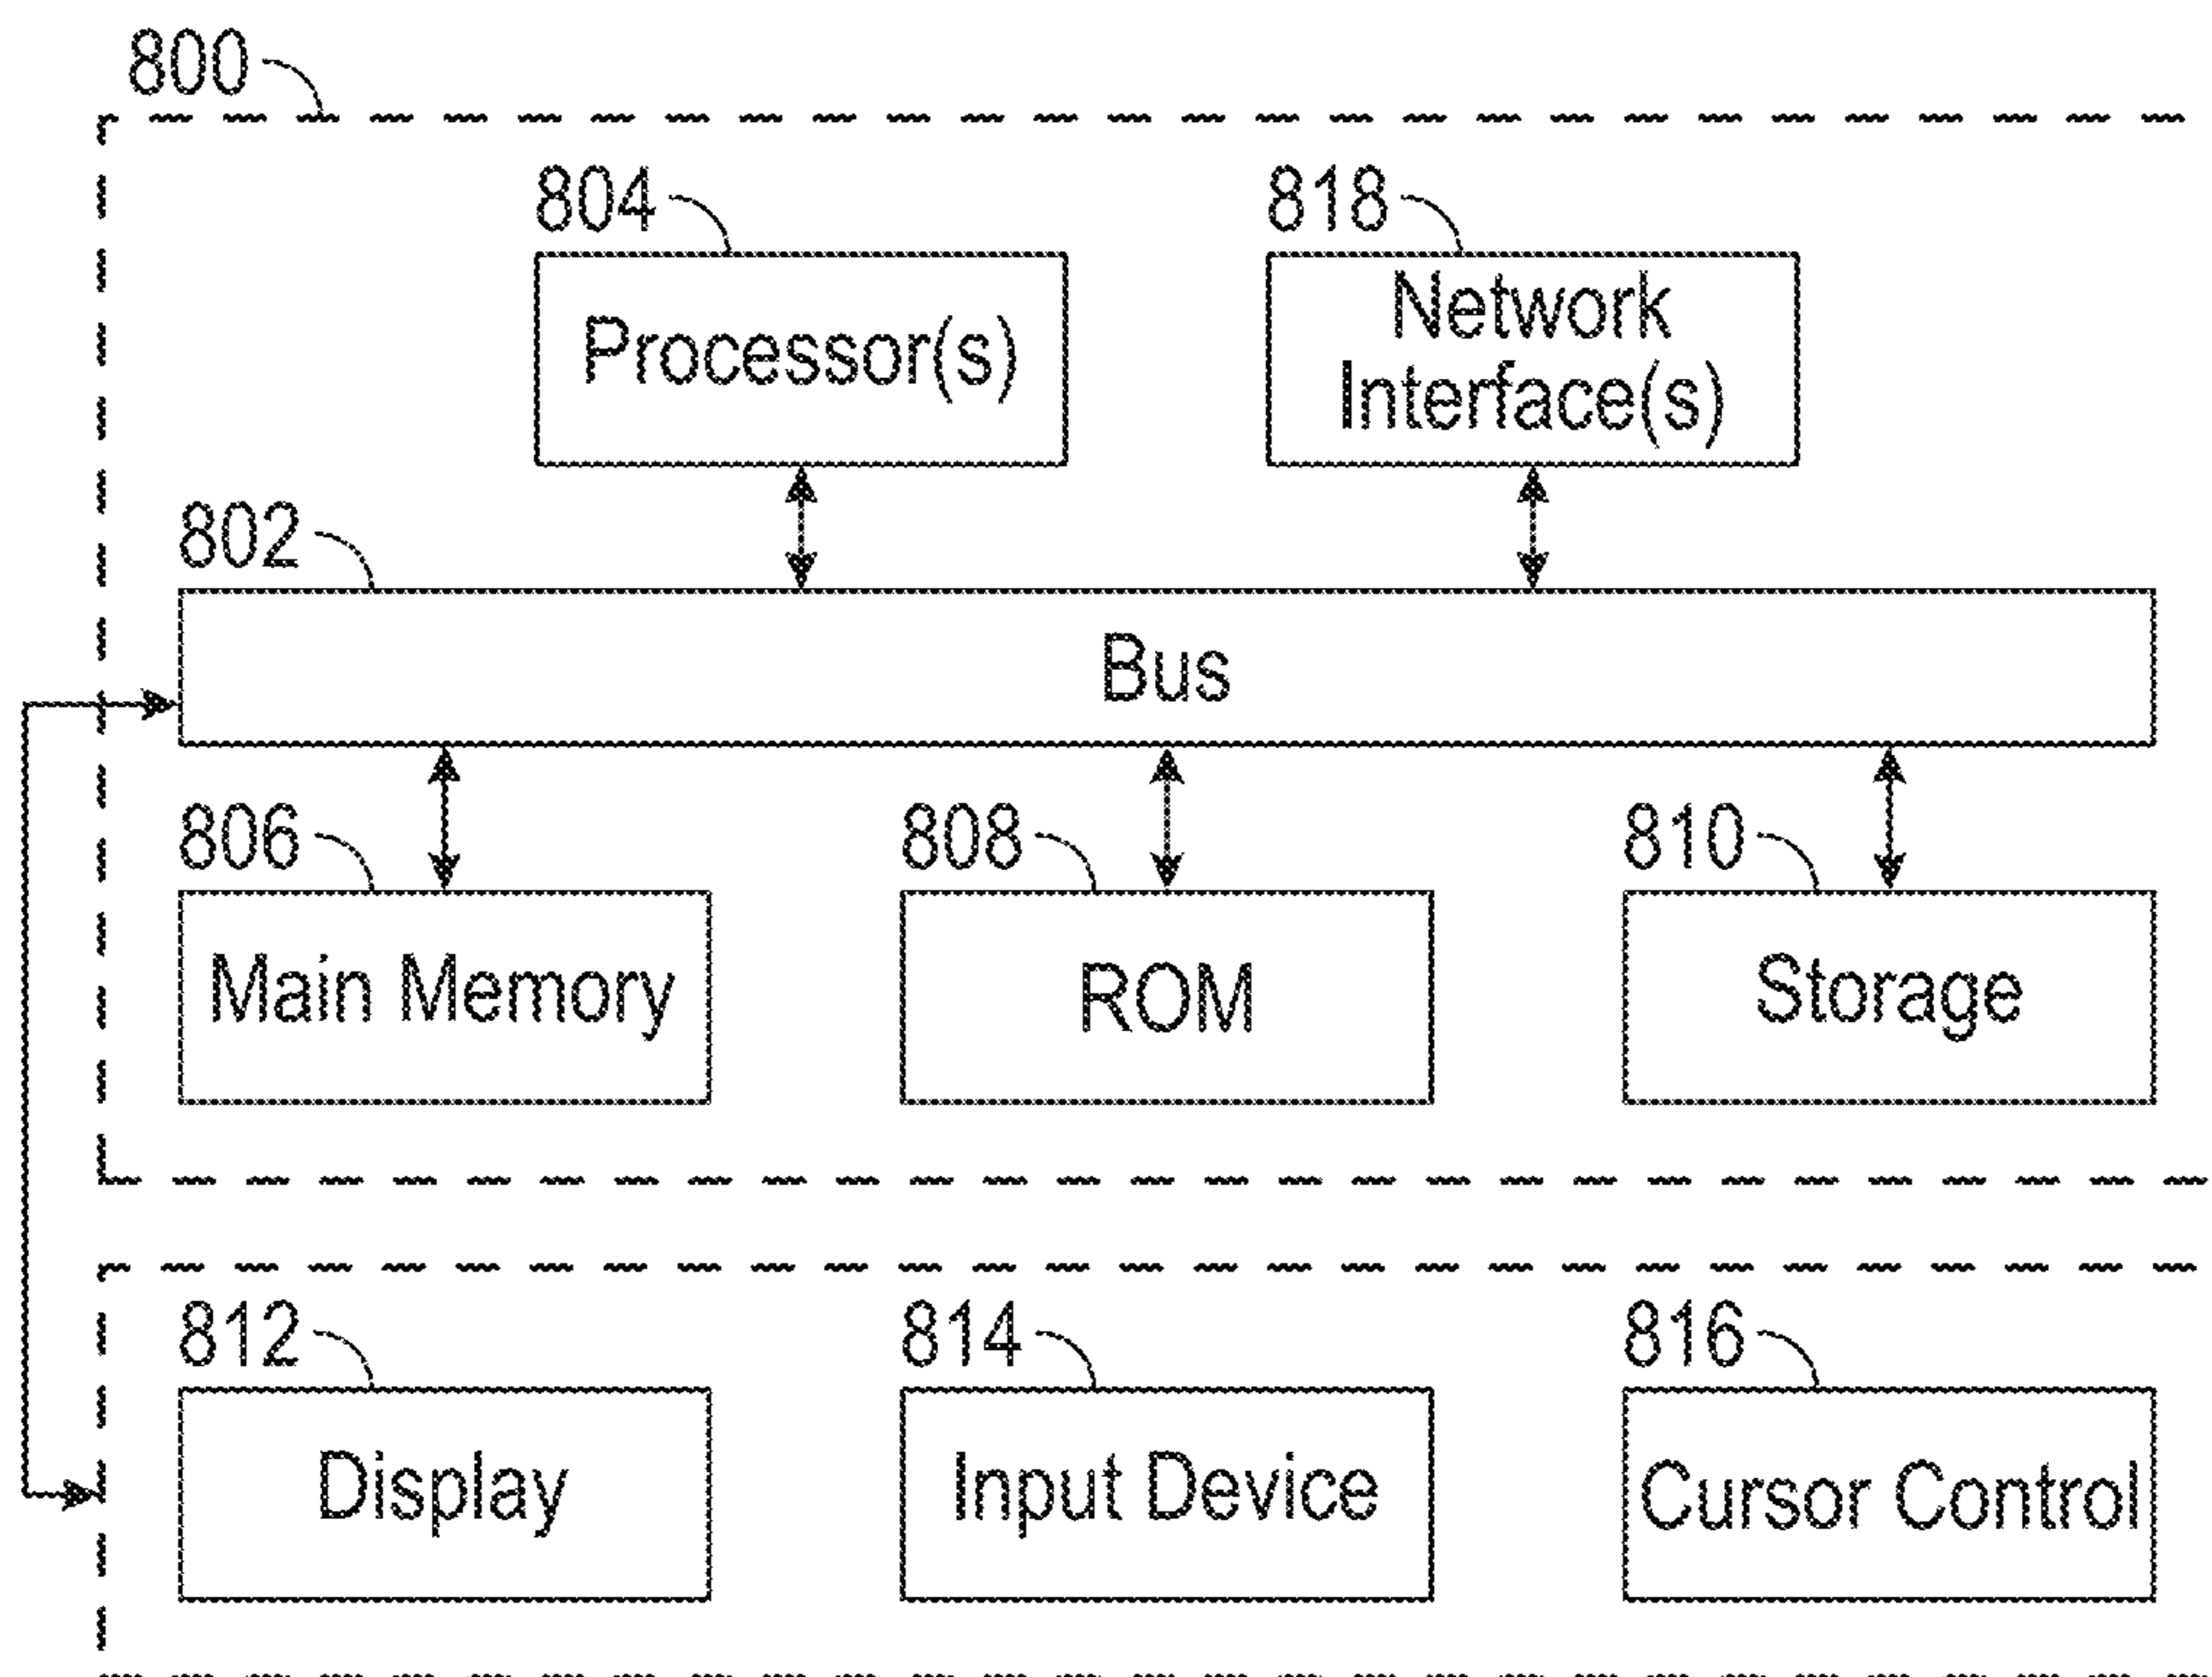 800
804
818
Processor(s)
Network
Interface(s)
802
Bus
806
808
810
Main Memory
ROM
Storage
812
814
816
Display
Input Device
Cursor Control